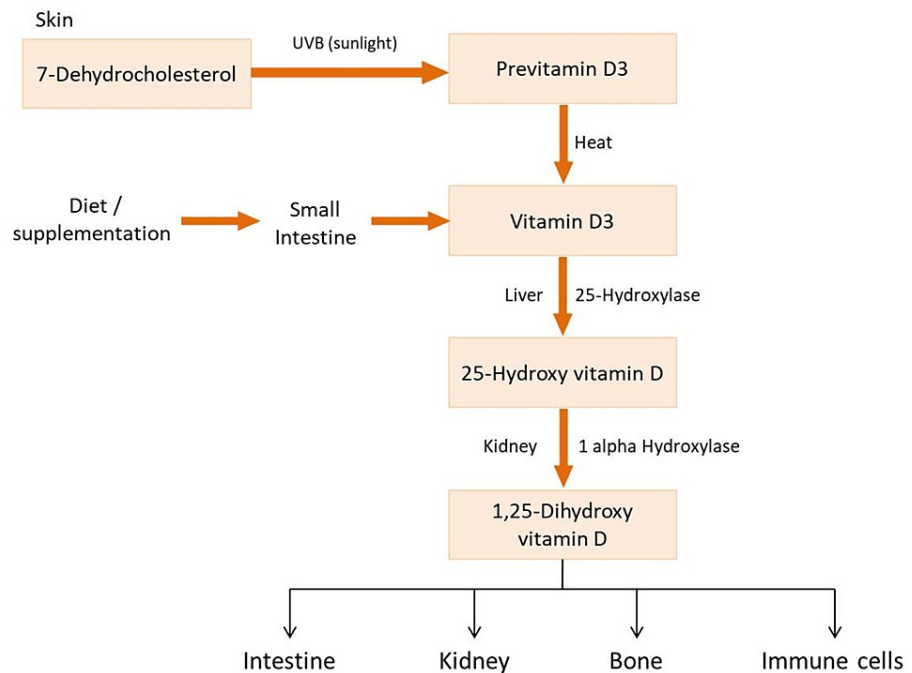 Skin
7-Dehydrocholesterol
UVB (sunlight)
Previtamin D3
Heat
Diet /
supplementation
Small
Intestine
Vitamin D3
Liver
25-Hydroxylase
25-Hydroxy vitamin D
Kidney
1 alpha Hydroxylase
1,25-Dihydroxy
vitamin D
Intestine
Kidney
Bone
Immune cells